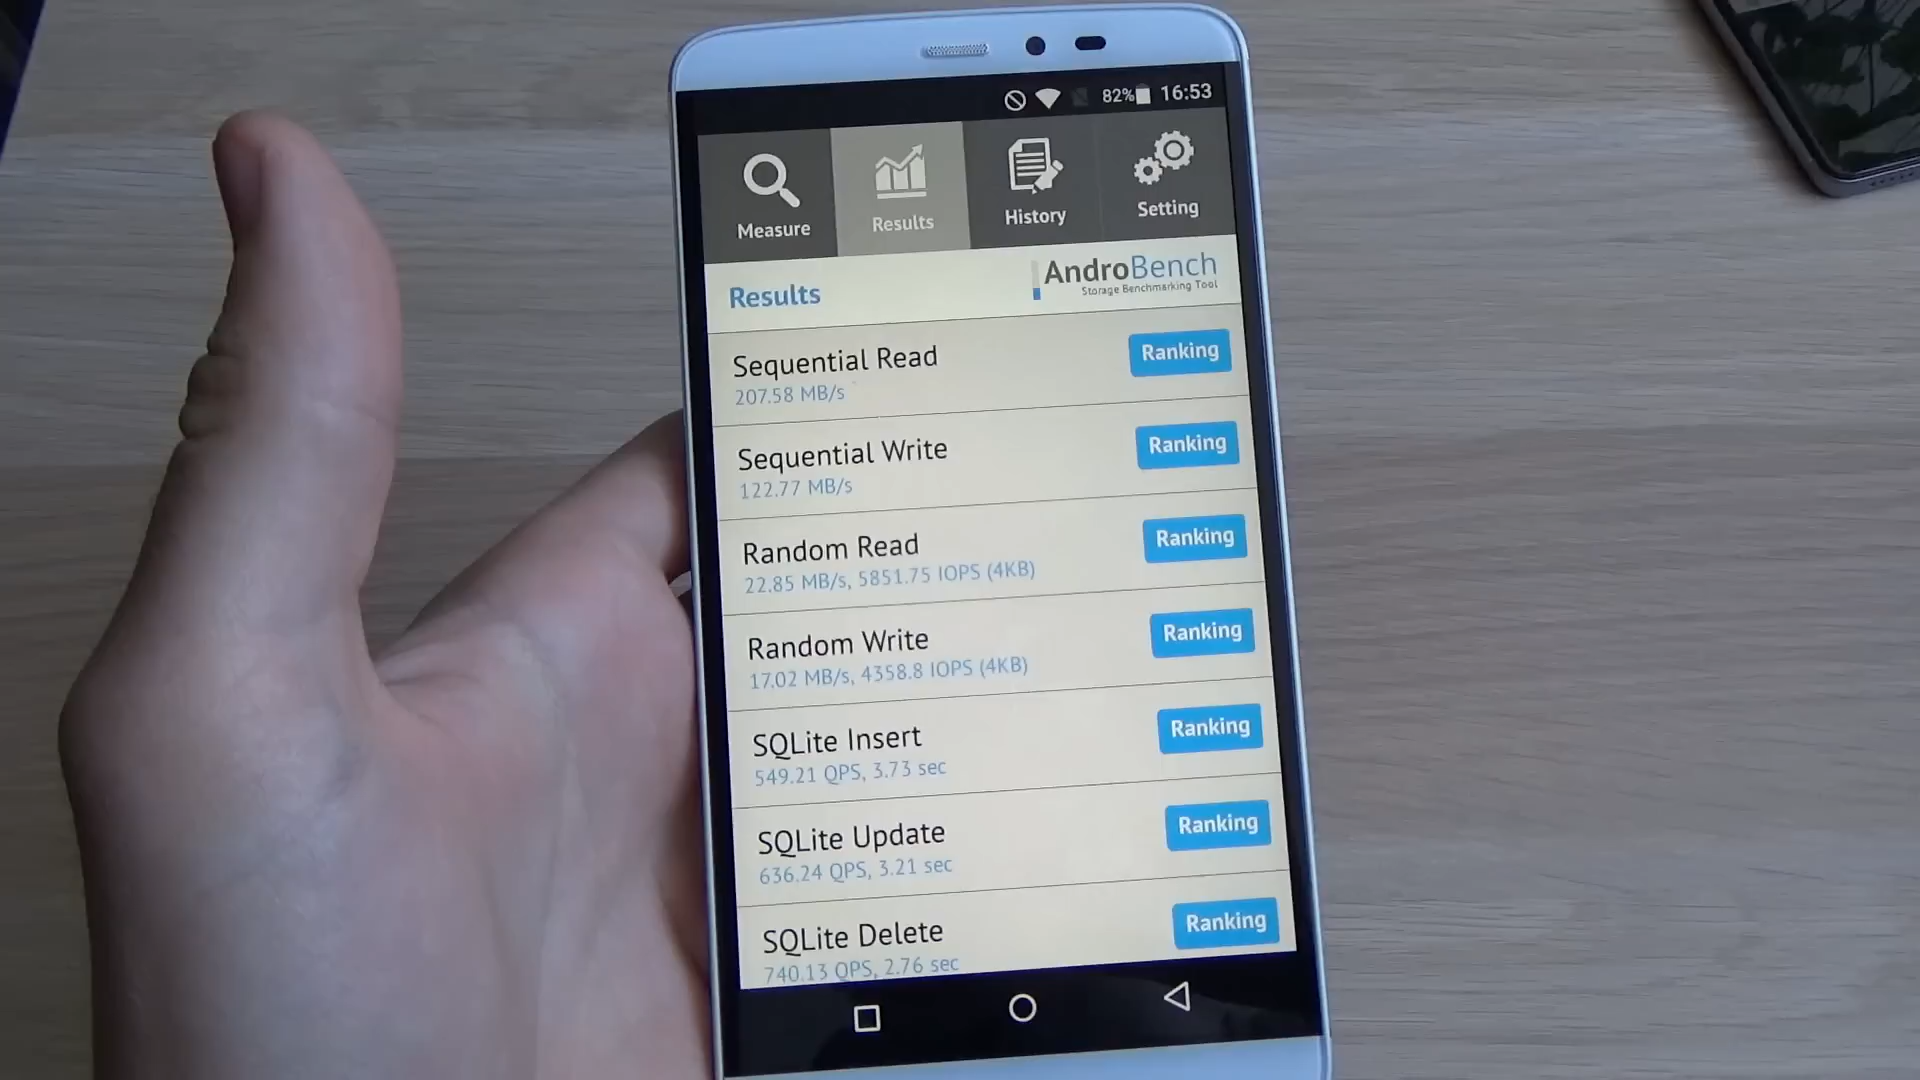 82% 16:53
Measure
Results
History
Setting
Results
AndroBench
Storage Benchmarking Tool
Sequential Read
207.58 MB/s
Ranking
Sequential Write
122.77 MB/s
Ranking
Random Read
22.85 MB/s, 5851.75 IOPS (4KB)
Ranking
Random Write
17.02 MB/s, 4358.8 IOPS (4KB)
Ranking
SQLite Insert
549.21 QPS, 3.73 sec
Ranking
SQLite Update
636.24 QPS, 3.21 sec
Ranking
SQLite Delete
740.13 QPS, 2.76 sec
Ranking